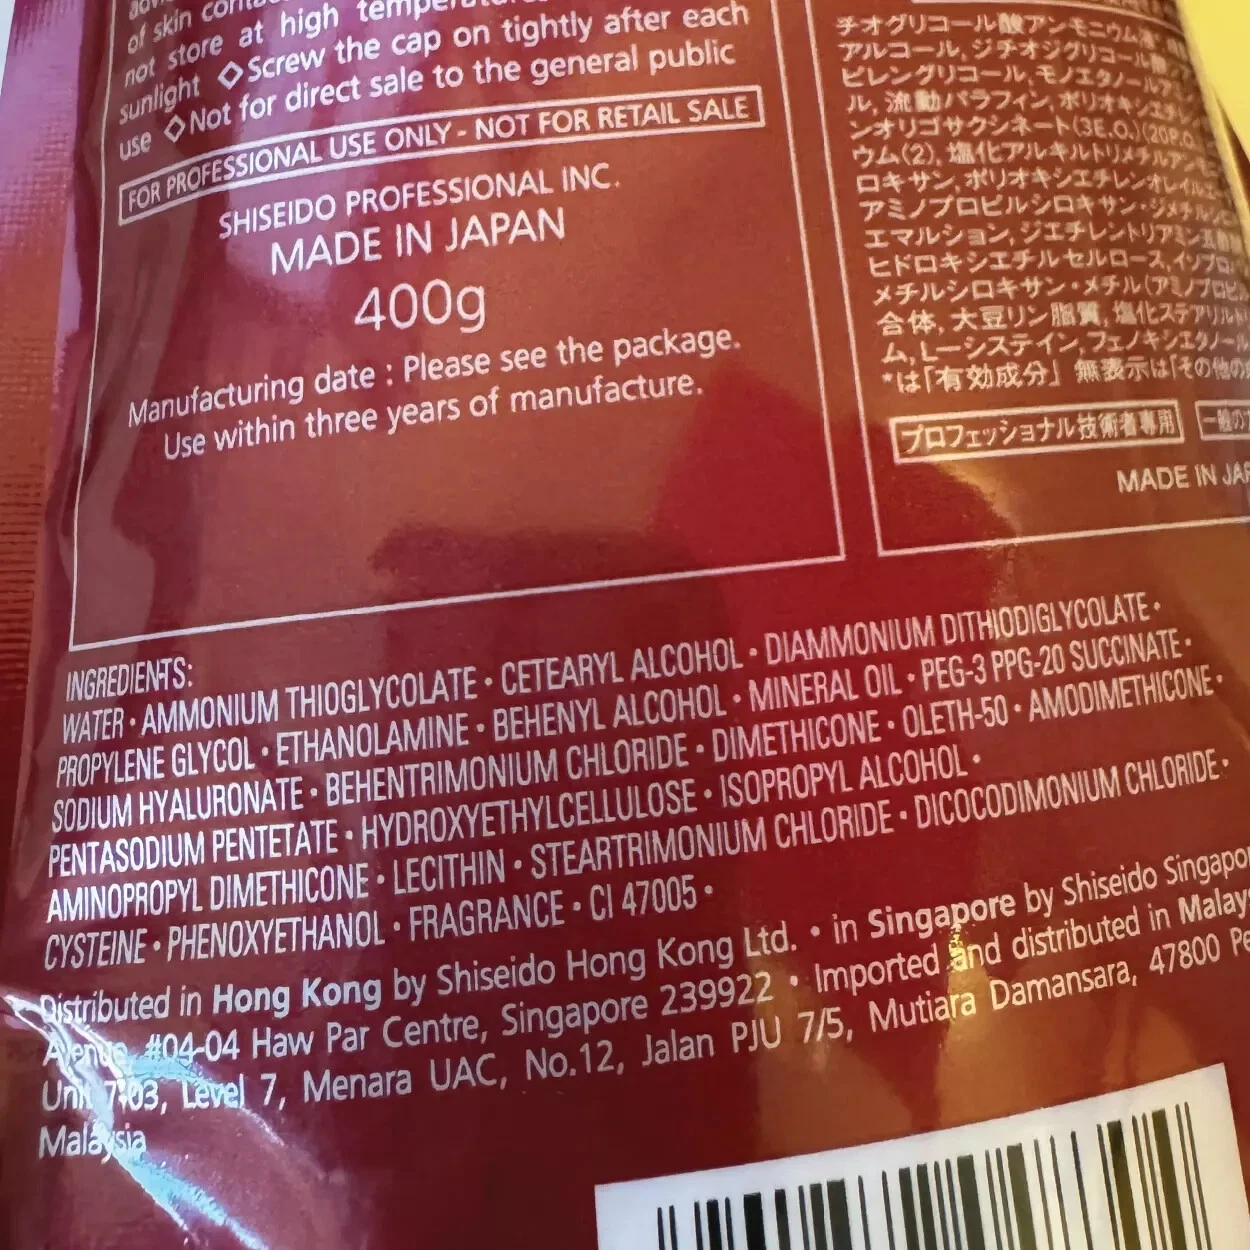 of skin
not store at high
sunlight ◇Screw the cap on tightly after each
use ◇Not for direct sale to the general public
FOR PROFESSIONAL USE ONLY - NOT FOR RETAIL SALE
SHISEIDO PROFESSIONAL INC.
MADE IN JAPAN
400g
Manufacturing date : Please see the package.
Use within three years of manufacture.
チオグリコール酸アンモニウム
アルコール, ジチオジグリコール酸
ピレングリコール, モノエタノール
ル, 流動パラフィン, ポリオキシエチ
ンオリゴサクシネート(3E.O.)(20P.O.
ウム(2), 塩化アルキルトリメチルアン
ロキサン, ポリオキシエチレンオレイル
アミノプロピルシロキサン・ジメチルシロ
エマルション, ジエチレントリアミン五酢
ヒドロキシエチルセルロース, イソプロ
メチルシロキサン・メチル(アミノプロピル
合体, 大豆リン脂質, 塩化ステアリルトリ
ム, L－システイン, フェノキシエタノール
*は「有効成分」 無表示は「その他の
プロフェッショナル技術者専用 一般の
MADE IN JAP
INGREDIENTS:
WATER • AMMONIUM THIOGLYCOLATE • CETEARYL ALCOHOL • DIAMMONIUM DITHIODIGLYCOLATE •
PROPYLENE GLYCOL • ETHANOLAMINE • BEHENYL ALCOHOL • MINERAL OIL • PEG-3 PPG-20 SUCCINATE •
SODIUM HYALURONATE • BEHENTRIMONIUM CHLORIDE • DIMETHICONE • OLETH-50 • AMODIMETHICONE •
PENTASODIUM PENTETATE • HYDROXYETHYLCELLULOSE • ISOPROPYL ALCOHOL •
AMINOPROPYL DIMETHICONE • LECITHIN • STEARTRIMONIUM CHLORIDE • DICOCODIMONIUM CHLORIDE •
CYSTEINE • PHENOXYETHANOL • FRAGRANCE • CI 47005 •
Distributed in Hong Kong by Shiseido Hong Kong Ltd. • in Singapore by Shiseido Singapor
Avenue, #04-04 Haw Par Centre, Singapore 239922 • Imported and distributed in Malay
Unit 7-03, Level 7, Menara UAC, No.12, Jalan PJU 7/5, Mutiara Damansara, 47800 Pe
Malaysia